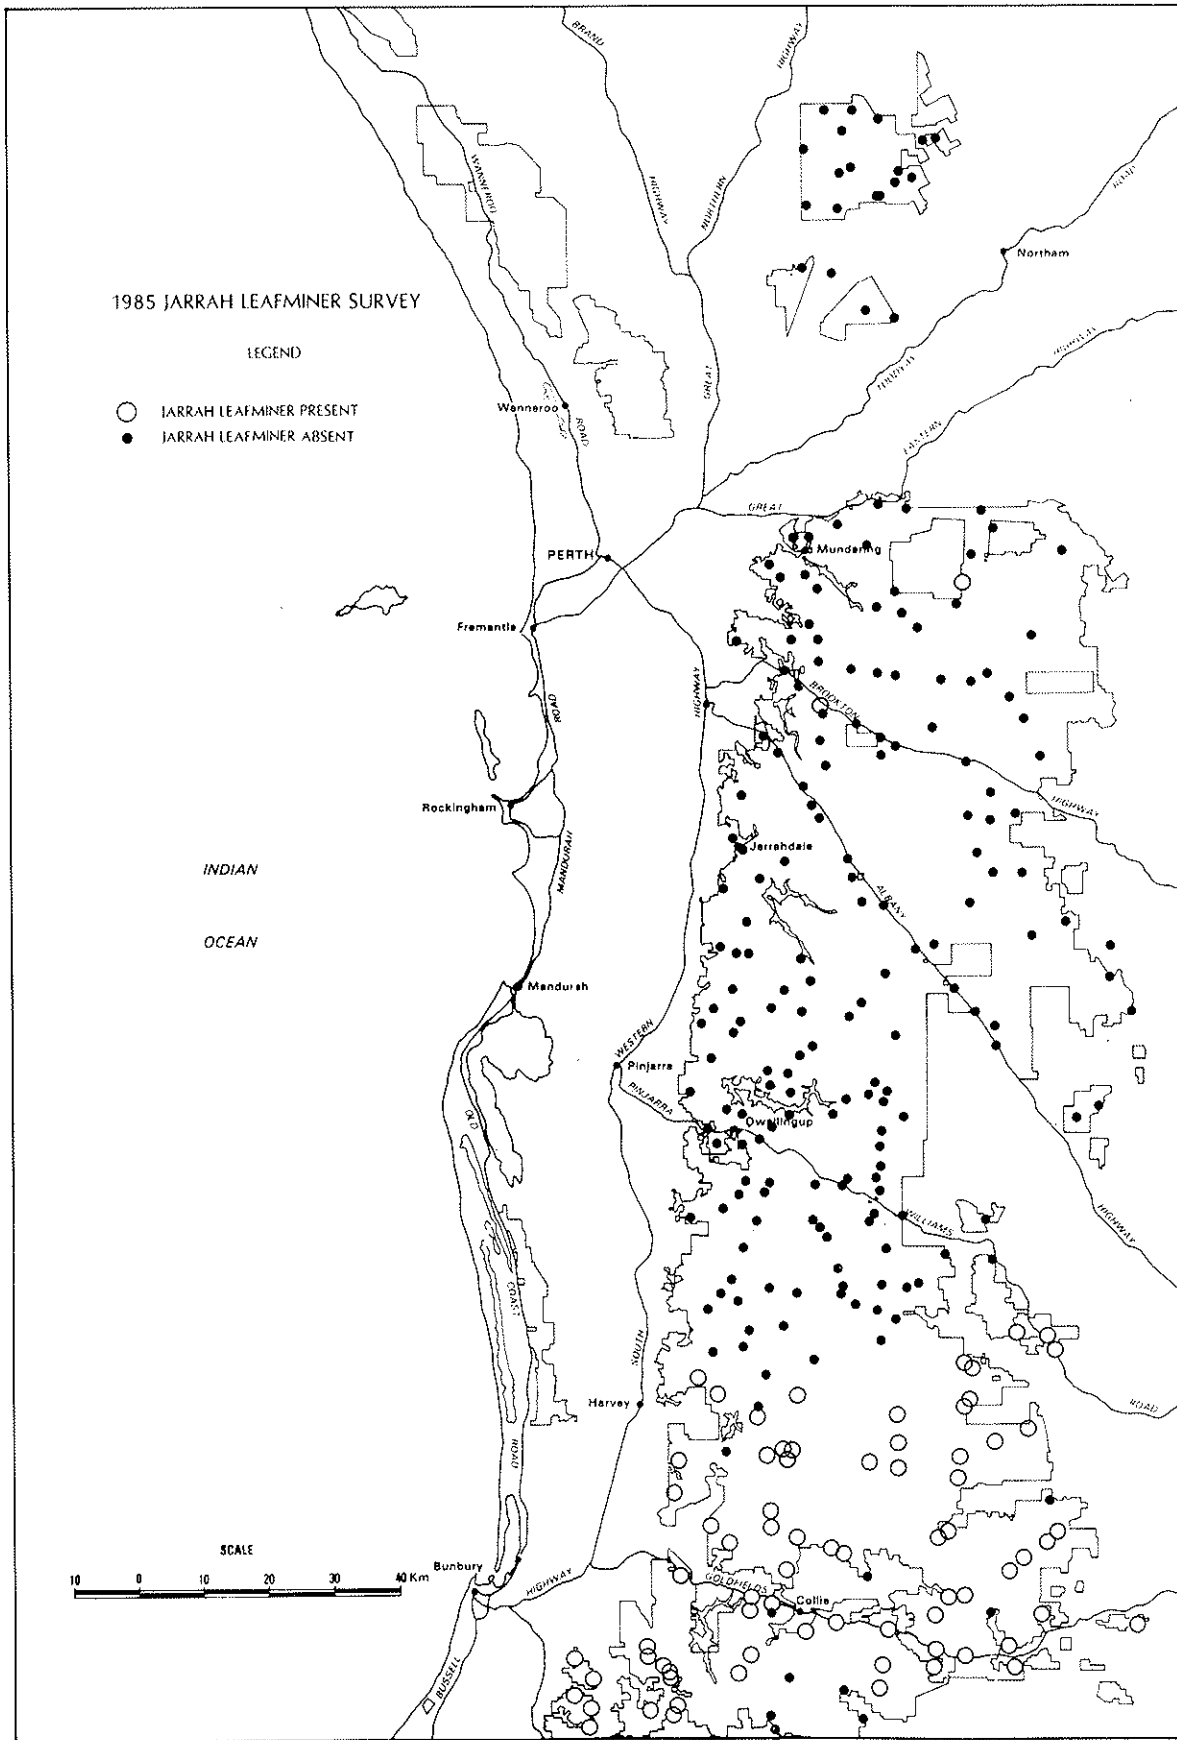 BRAND
HIGHWAY
WANNEROO
HIGHWAY
NORTHERN
ROAD
Northam
1985 JARRAH LEAFMINER SURVEY
LEGEND
JARRAH LEAFMINER PRESENT
JARRAH LEAFMINER ABSENT
HIGHWAY
TOODYAY
GREAT
Wanneroo
ROAD
EASTERN
GREAT
PERTH
Mundaring
Fremantle
HIGHWAY
ROAD
BROOKTON
HIGHWAY
Rockingham
MANDURAH
Jarrahdale
INDIAN
ALBANY
OCEAN
Mandurah
WESTERN
Pinjarra
PINJARRA
OLD
Dwellingup
HIGHWAY
WILLIAMS
COAST
SOUTH
Harvey
ROAD
ROAD
SCALE
Bunbury
10 0 10 20 30 40 Km
HIGHWAY
GOLDFIELDS
Collie
BUSSELL